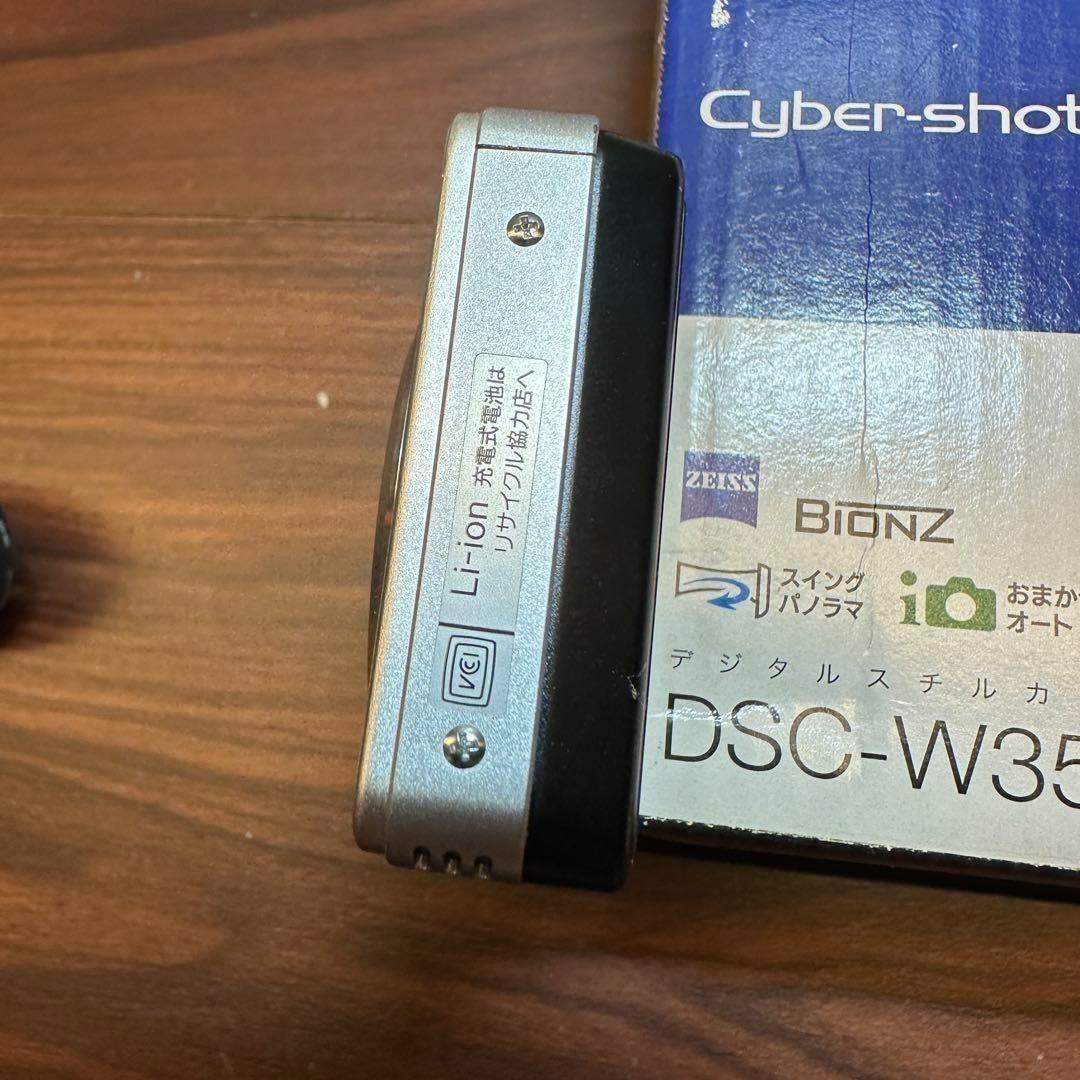 Cyber-shot
ZEISS
BIONZ
スイング
パノラマ
i
おまか
オート
デジタルスチルカ
DSC-W35
Li-ion 充電式電池は
リサイクル協力店へ
VCI